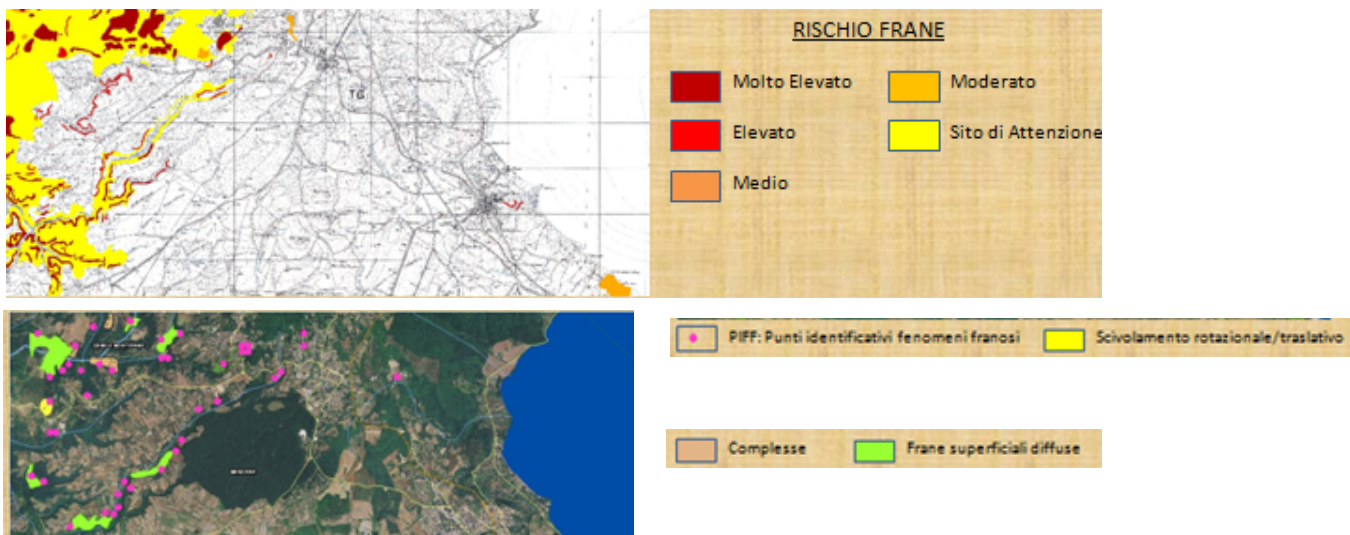 RISCHIO FRANE
Molto Elevato
Moderato
Elevato
Sito di Attenzione
Medio
TG
PIFF: Punti identificativi fenomeni franosi
Scivolamento rotazionale/traslativo
Complesse
Frane superficiali diffuse